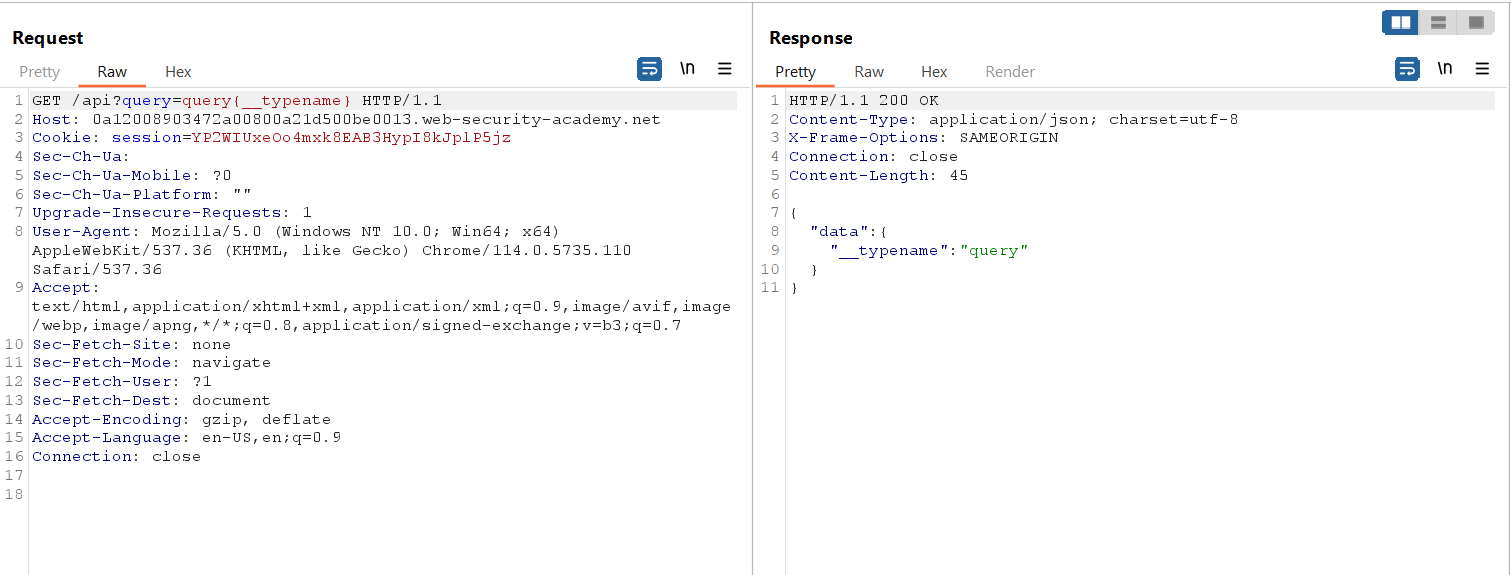 Request
Pretty Raw Hex \n
1 GET /api?query=query{__typename} HTTP/1.1
2 Host: 0a12008903472a00800a21d500be0013.web-security-academy.net
3 Cookie: session=YP2WIUxeOo4mxk8EAB3HypI8kJplP5jz
4 Sec-Ch-Ua:
5 Sec-Ch-Ua-Mobile: ?0
6 Sec-Ch-Ua-Platform: ""
7 Upgrade-Insecure-Requests: 1
8 User-Agent: Mozilla/5.0 (Windows NT 10.0; Win64; x64)
AppleWebKit/537.36 (KHTML, like Gecko) Chrome/114.0.5735.110
Safari/537.36
9 Accept:
text/html,application/xhtml+xml,application/xml;q=0.9,image/avif,image
/webp,image/apng,*/*;q=0.8,application/signed-exchange;v=b3;q=0.7
10 Sec-Fetch-Site: none
11 Sec-Fetch-Mode: navigate
12 Sec-Fetch-User: ?1
13 Sec-Fetch-Dest: document
14 Accept-Encoding: gzip, deflate
15 Accept-Language: en-US,en;q=0.9
16 Connection: close
17
18
Response
Pretty Raw Hex Render \n
1 HTTP/1.1 200 OK
2 Content-Type: application/json; charset=utf-8
3 X-Frame-Options: SAMEORIGIN
4 Connection: close
5 Content-Length: 45
6
7 {
8 "data":{
9 "__typename":"query"
10 }
11 }